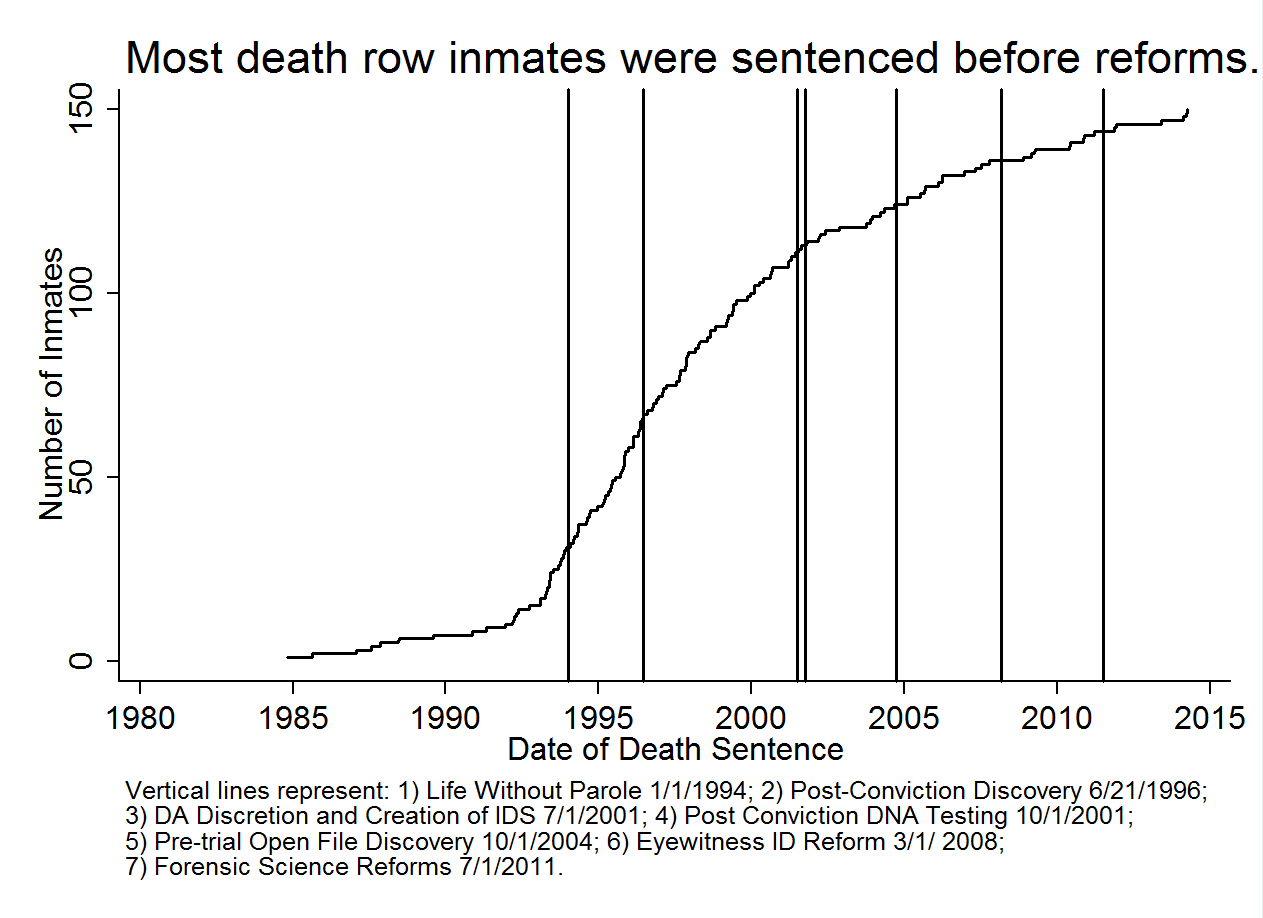 Most death row inmates were sentenced before reforms.
150
100
50
0
Number of Inmates
1980 1985 1990 1995 2000 2005 2010 2015
Date of Death Sentence
Vertical lines represent: 1) Life Without Parole 1/1/1994; 2) Post-Conviction Discovery 6/21/1996;
3) DA Discretion and Creation of IDS 7/1/2001; 4) Post Conviction DNA Testing 10/1/2001;
5) Pre-trial Open File Discovery 10/1/2004; 6) Eyewitness ID Reform 3/1/ 2008;
7) Forensic Science Reforms 7/1/2011.